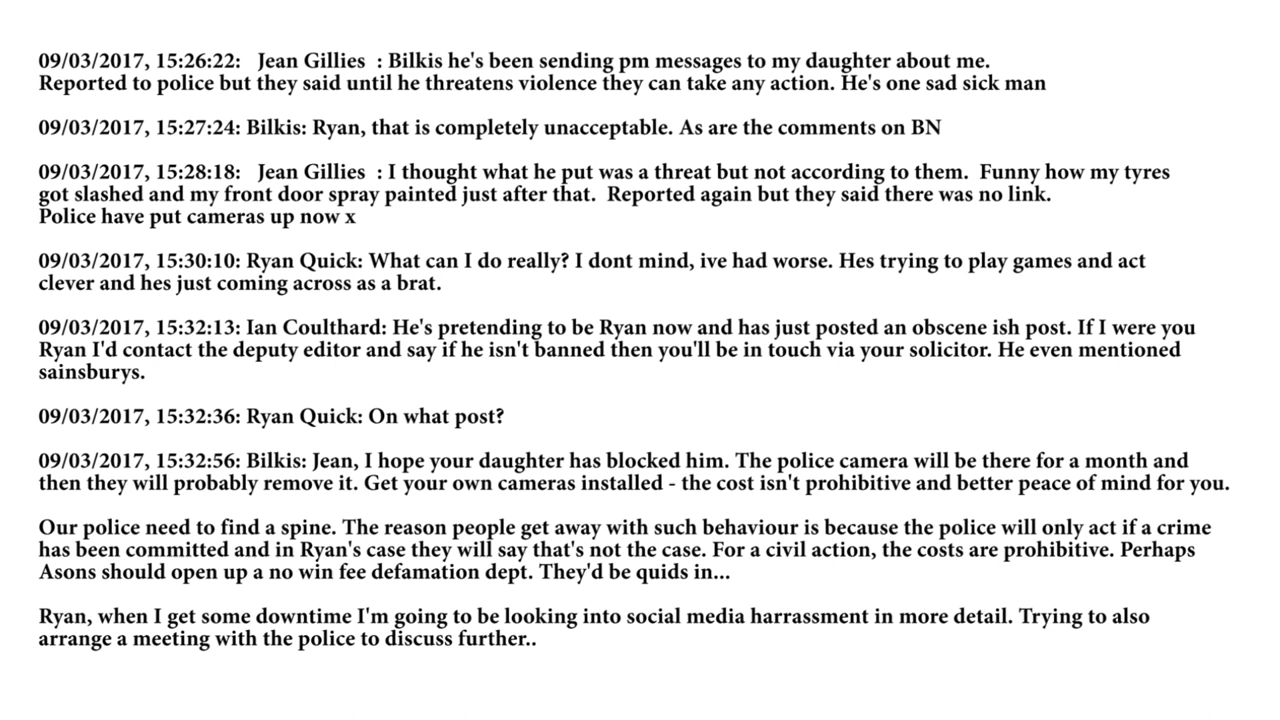 09/03/2017, 15:26:22:   Jean Gillies  : Bilkis he's been sending pm messages to my daughter about me.
Reported to police but they said until he threatens violence they can take any action. He's one sad sick man
09/03/2017, 15:27:24: Bilkis: Ryan, that is completely unacceptable. As are the comments on BN
09/03/2017, 15:28:18:   Jean Gillies  : I thought what he put was a threat but not according to them.  Funny how my tyres
got slashed and my front door spray painted just after that.  Reported again but they said there was no link.
Police have put cameras up now x
09/03/2017, 15:30:10: Ryan Quick: What can I do really? I dont mind, ive had worse. Hes trying to play games and act
clever and hes just coming across as a brat.
09/03/2017, 15:32:13: Ian Coulthard: He's pretending to be Ryan now and has just posted an obscene ish post. If I were you
Ryan I'd contact the deputy editor and say if he isn't banned then you'll be in touch via your solicitor. He even mentioned
sainsburys.
09/03/2017, 15:32:36: Ryan Quick: On what post?
09/03/2017, 15:32:56: Bilkis: Jean, I hope your daughter has blocked him. The police camera will be there for a month and
then they will probably remove it. Get your own cameras installed - the cost isn't prohibitive and better peace of mind for you.
Our police need to find a spine. The reason people get away with such behaviour is because the police will only act if a crime
has been committed and in Ryan's case they will say that's not the case. For a civil action, the costs are prohibitive. Perhaps
Asons should open up a no win fee defamation dept. They'd be quids in...
Ryan, when I get some downtime I'm going to be looking into social media harrassment in more detail. Trying to also
arrange a meeting with the police to discuss further..